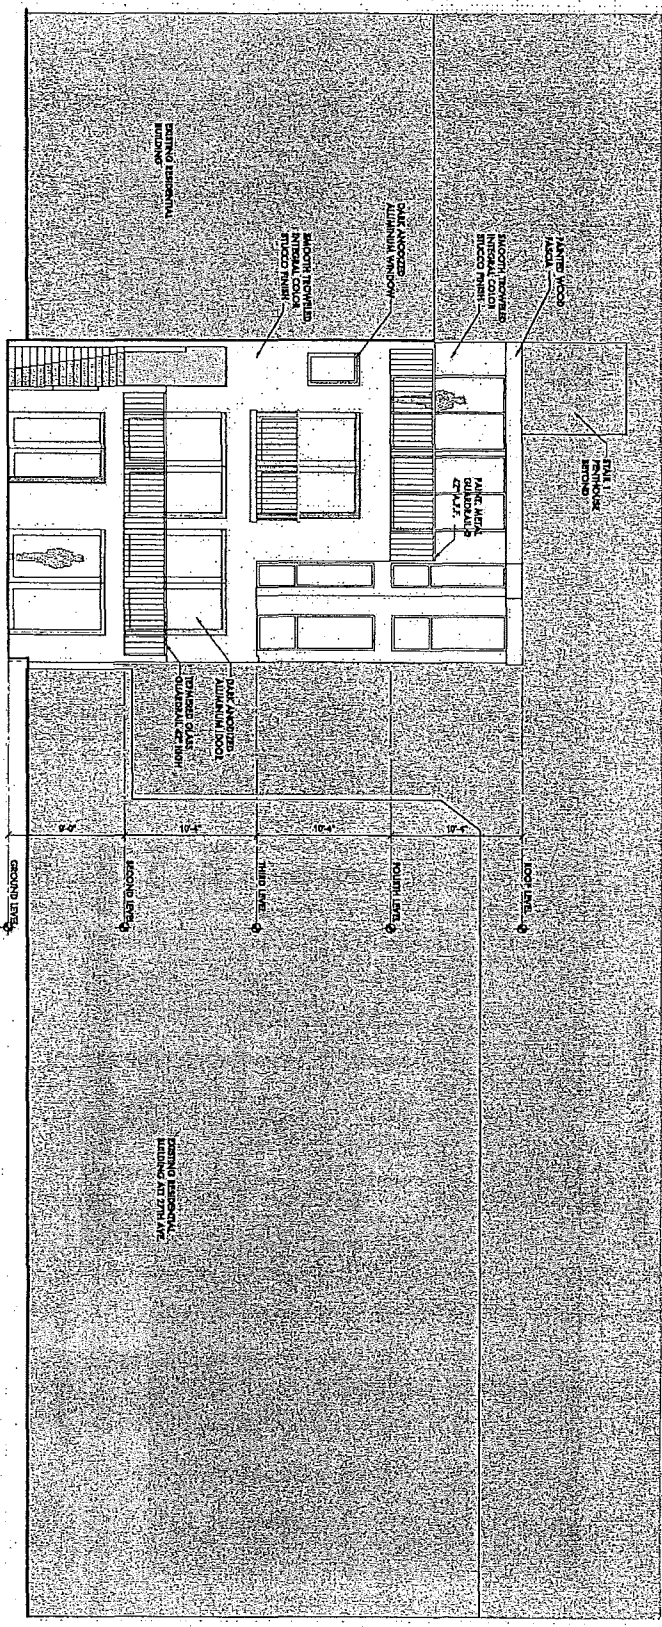 EXISTING RESIDENTIAL
BUILDING
SMOOTH TROWELED
INTEGRAL COLOR
STUCCO FINISH
DARK ANODIZED
ALUMINUM WINDOW
SMOOTH TROWELED
INTEGRAL COLOR
STUCCO FINISH
PAINTED WOOD
FASCIA
STAIR 1
PENTHOUSE
BEYOND
PAINT. METAL
GUARDRAIL @
42" A.F.F.
DARK ANODIZED
ALUMINUM DOOR
TEMPERED GLASS
GUARDRAIL 42" HIGH
10'-4"
10'-4"
10'-4"
9'-0"
ROOF LEVEL
FOURTH LEVEL
THIRD LEVEL
SECOND LEVEL
GROUND LEVEL
EXISTING RESIDENTIAL
BUILDING AT 27TH AVE